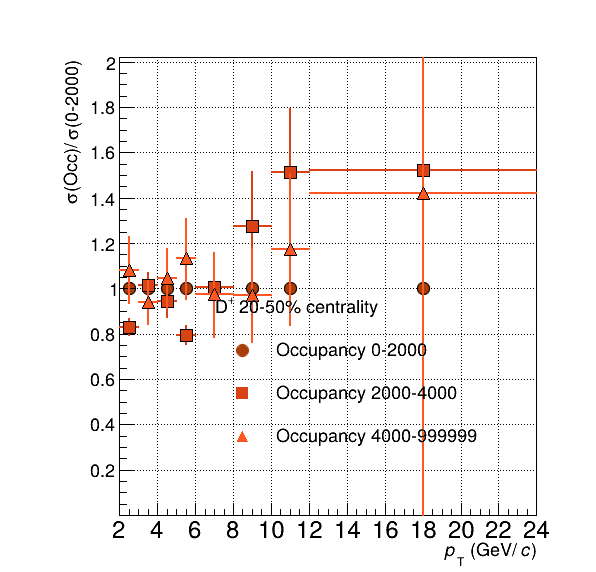 σ(Occ)/ σ(0-2000)
2
1.8
1.6
1.4
1.2
1
0.8
0.6
0.4
0.2
D⁺ 20-50% centrality
Occupancy 0-2000
Occupancy 2000-4000
Occupancy 4000-999999
2 4 6 8 10 12 14 16 18 20 22 24
p_T (GeV/c)